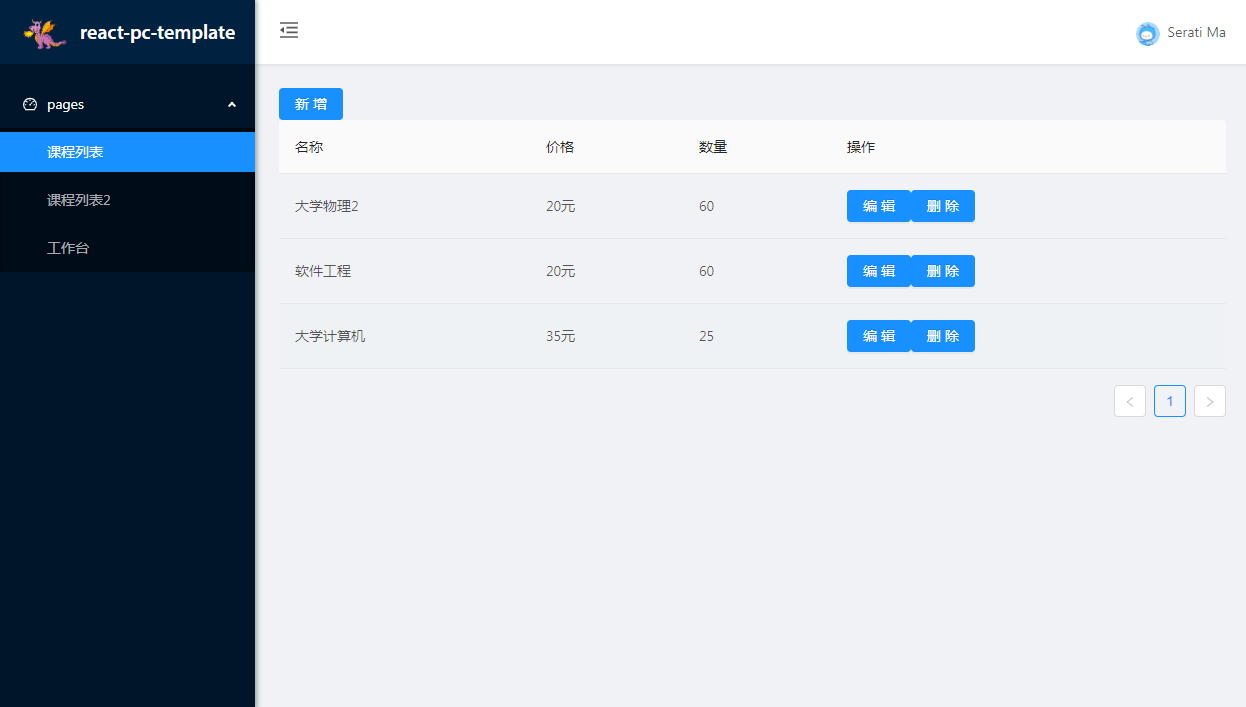 react-pc-template
Serati Ma
pages
课程列表
课程列表2
工作台
新 增
名称 价格 数量 操作
大学物理2 20元 60 编 辑 删 除
软件工程 20元 60 编 辑 删 除
大学计算机 35元 25 编 辑 删 除
< 1 >